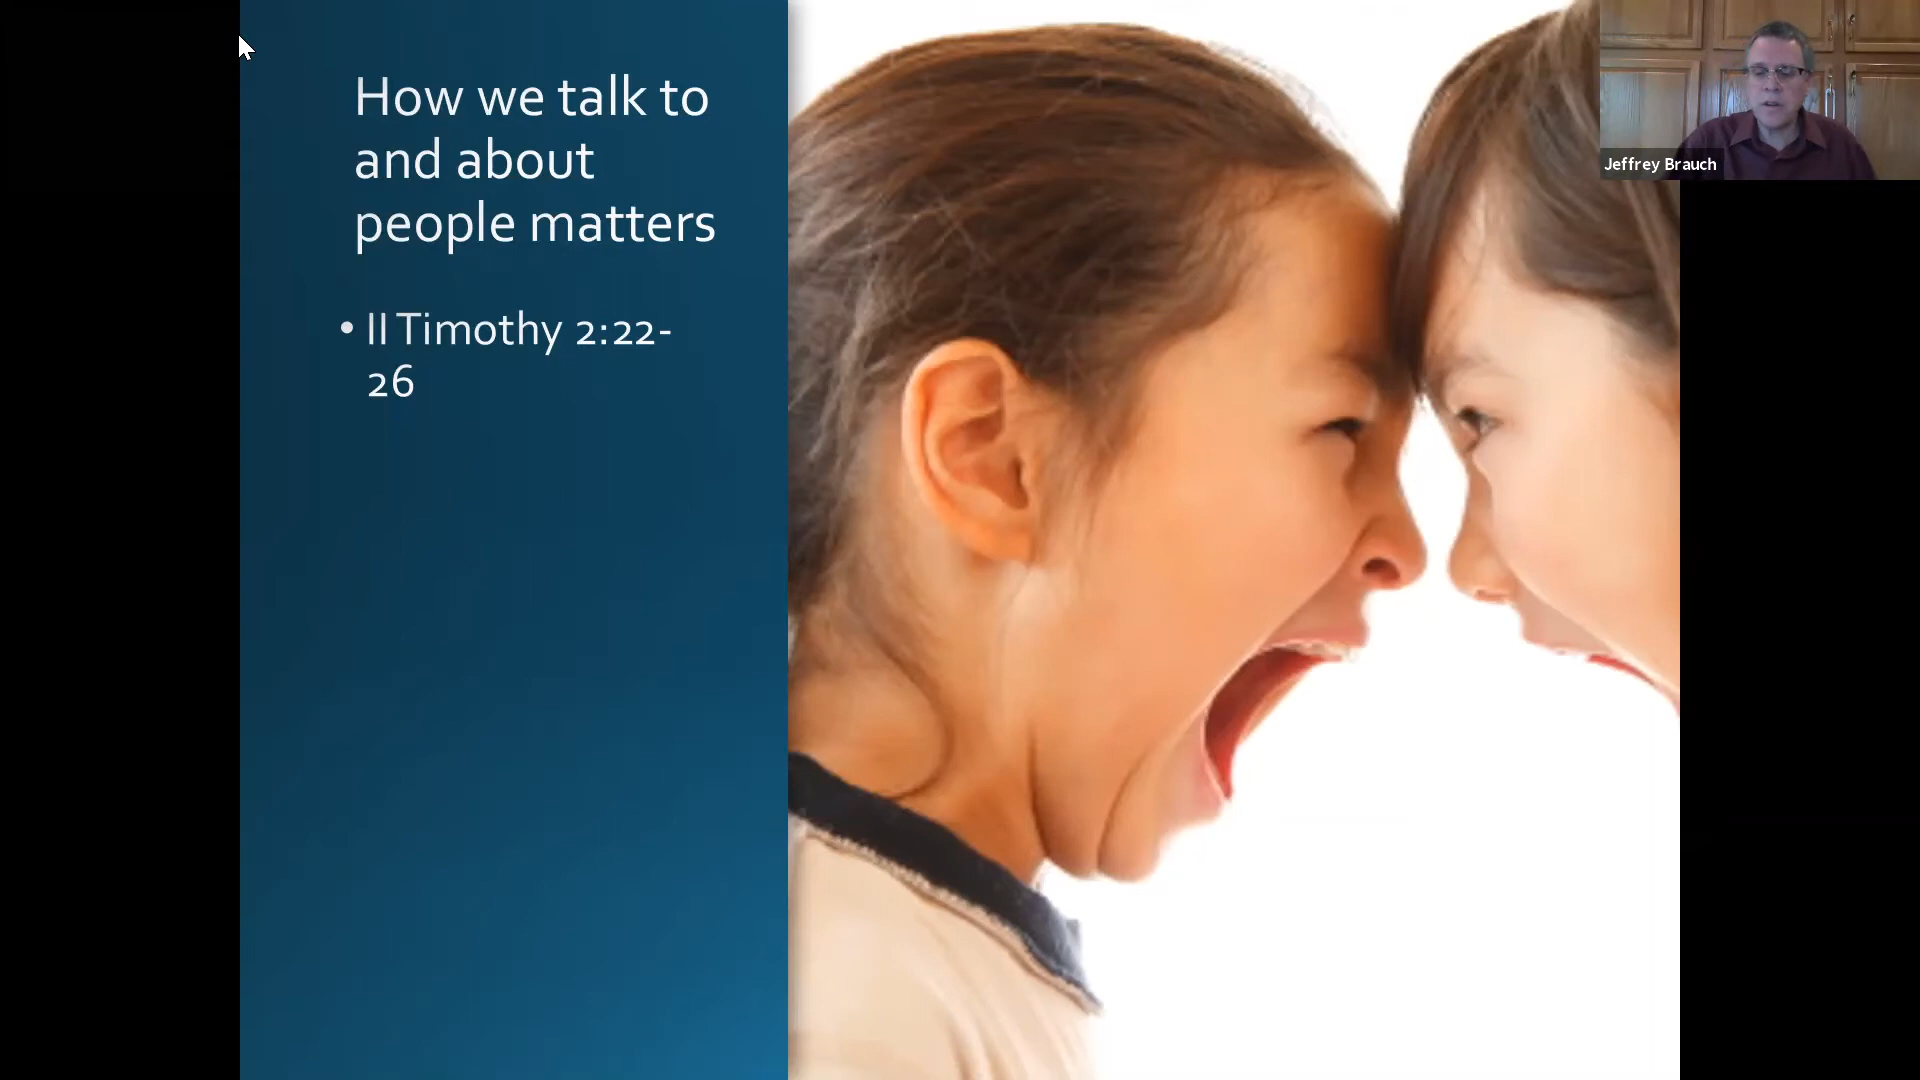 How we talk to
and about
people matters
• II Timothy 2:22-
26
Jeffrey Brauch